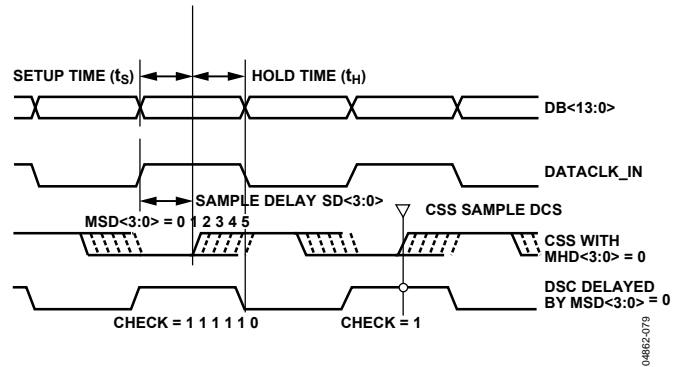 SETUP TIME (tS)
HOLD TIME (tH)
DB<13:0>
DATACLK_IN
SAMPLE DELAY SD<3:0>
MSD<3:0> = 0 1 2 3 4 5
CSS SAMPLE DCS
CSS WITH
MHD<3:0> = 0
DSC DELAYED
BY MSD<3:0> = 0
CHECK = 1 1 1 1 1 0
CHECK = 1
04862-079